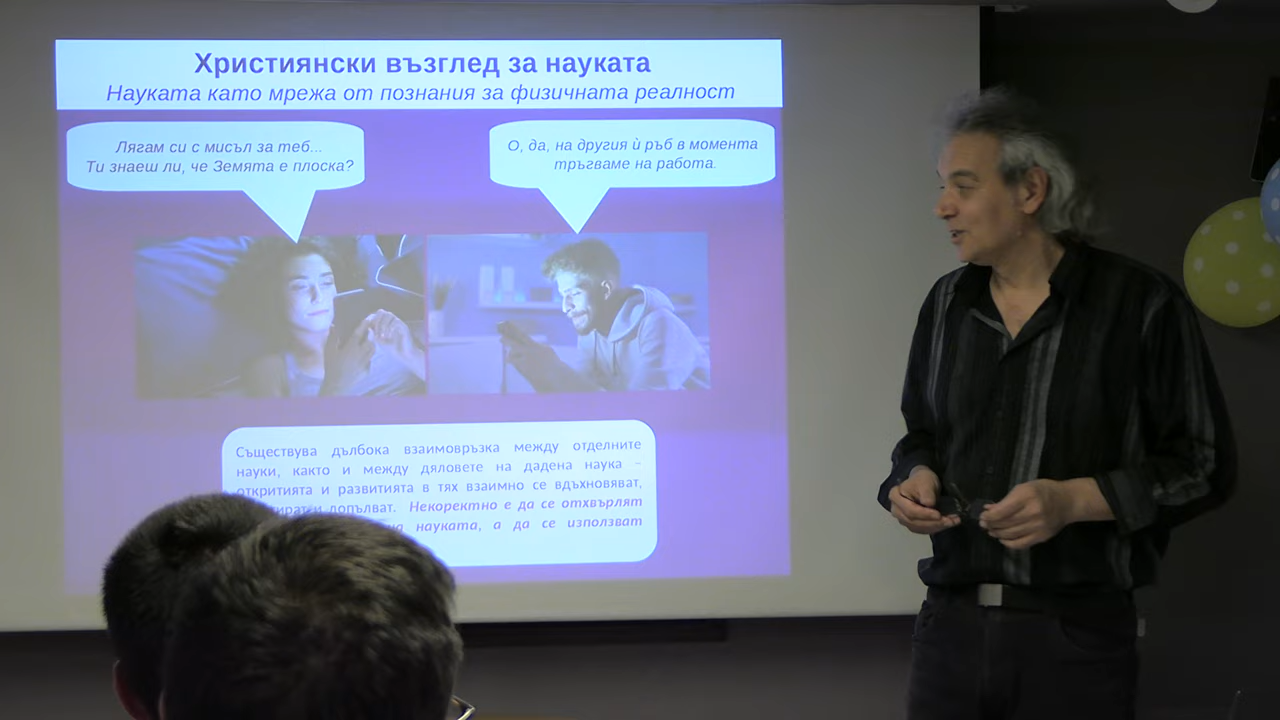 Християнски възглед за науката
Науката като мрежа от познания за физичната реалност
Лягам си с мисъл за теб...
Ти знаеш ли, че Земята е плоска?
О, да, на другия ѝ ръб в момента
тръгваме на работа.
Съществува дълбока взаимовръзка между отделните
науки, както и между дяловете на дадена наука –
откритията и развитията в тях взаимно се вдъхновяват,
и допълват. Некоректно е да се отхвърлят
на науката, а да се използват